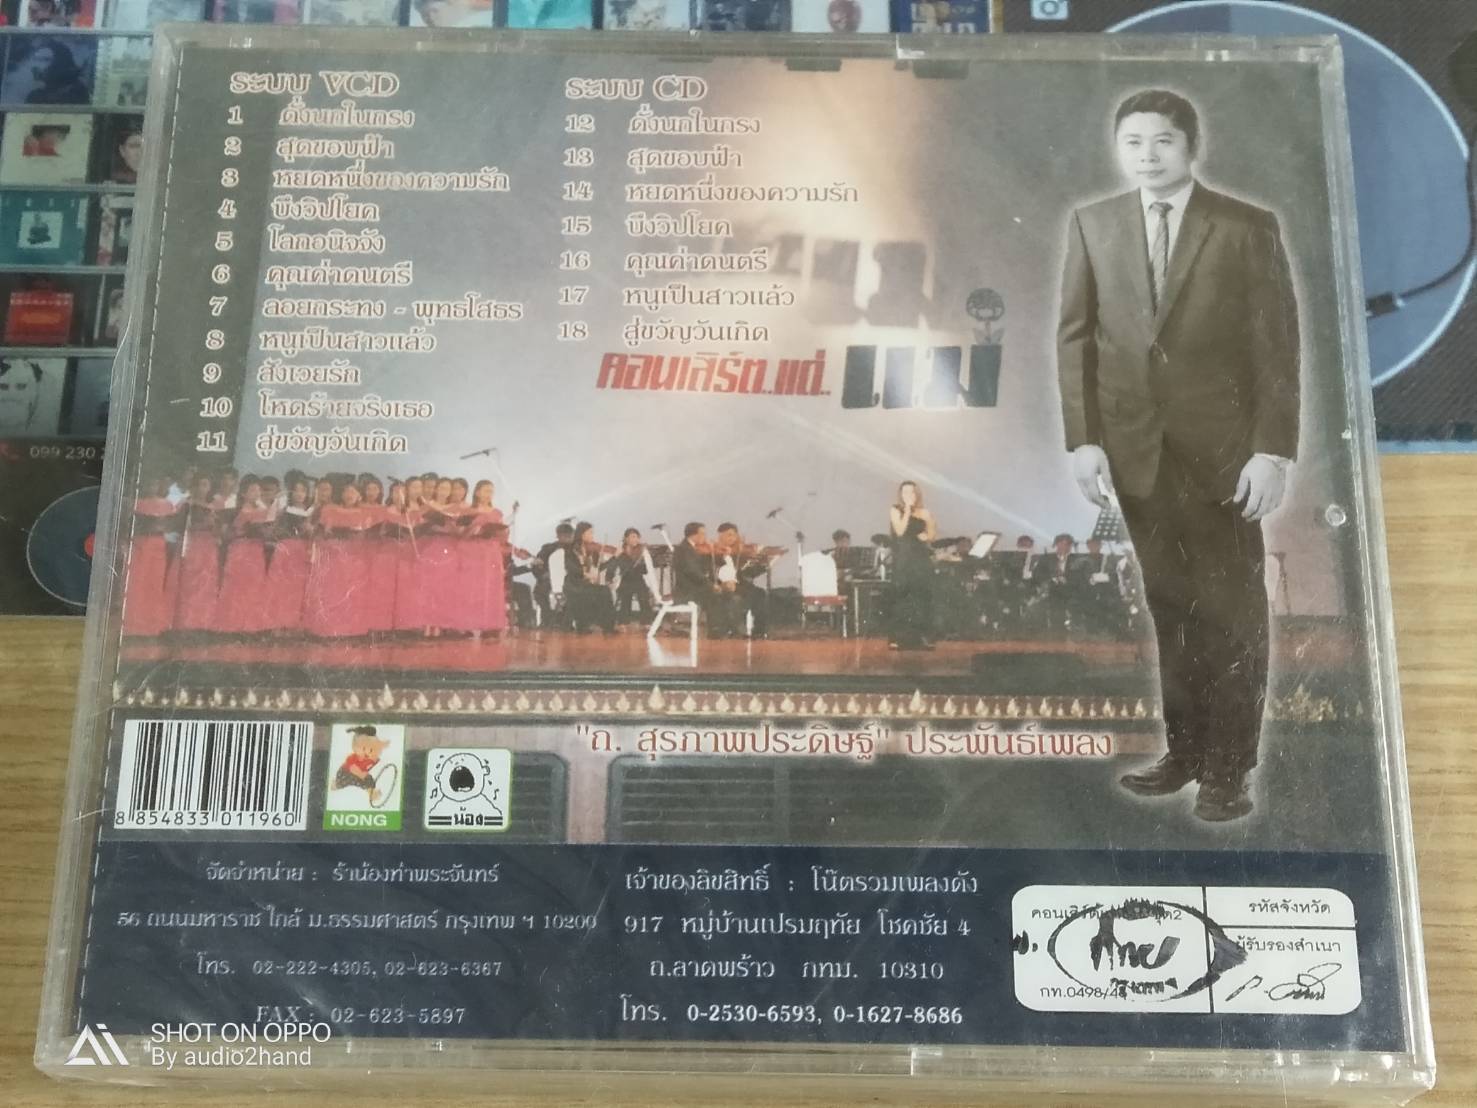 ระบบ VCD
1 ดั่งนกในกรง
2 สุดขอบฟ้า
3 หยดหนึ่งของความรัก
4 บึงวิปโยค
5 โลกอนิจจัง
6 คุณค่าดนตรี
7 ลอยกระทง - พุทธโสธร
8 หนูเป็นสาวแล้ว
9 สังเวยรัก
10 โหดร้ายจริงเธอ
11 สู่ขวัญวันเกิด
ระบบ CD
12 ดั่งนกในกรง
13 สุดขอบฟ้า
14 หยดหนึ่งของความรัก
15 บึงวิปโยค
16 คุณค่าดนตรี
17 หนูเป็นสาวแล้ว
18 สู่ขวัญวันเกิด
คอนเสิร์ต..แด่.. แม่
"ถ. สุรภาพประดิษฐ์" ประพันธ์เพลง
8 854833 011960
NONG
น้อง
จัดจำหน่าย : ร้าน้องท่าพระจันทร์
56 ถนนมหาราช ใกล้ ม.ธรรมศาสตร์ กรุงเทพ ฯ 10200
โทร. 02-222-4305, 02-623-6367
FAX : 02-623-5897
เจ้าของลิขสิทธิ์ : โน๊ตรวมเพลงดัง
917 หมู่บ้านเปรมฤทัย โชคชัย 4
ถ.ลาดพร้าว กทม. 10310
โทร. 0-2530-6593, 0-1627-8686
รหัสจังหวัด
ผู้รับรองสำเนา
099 230
SHOT ON OPPO
By audio2hand